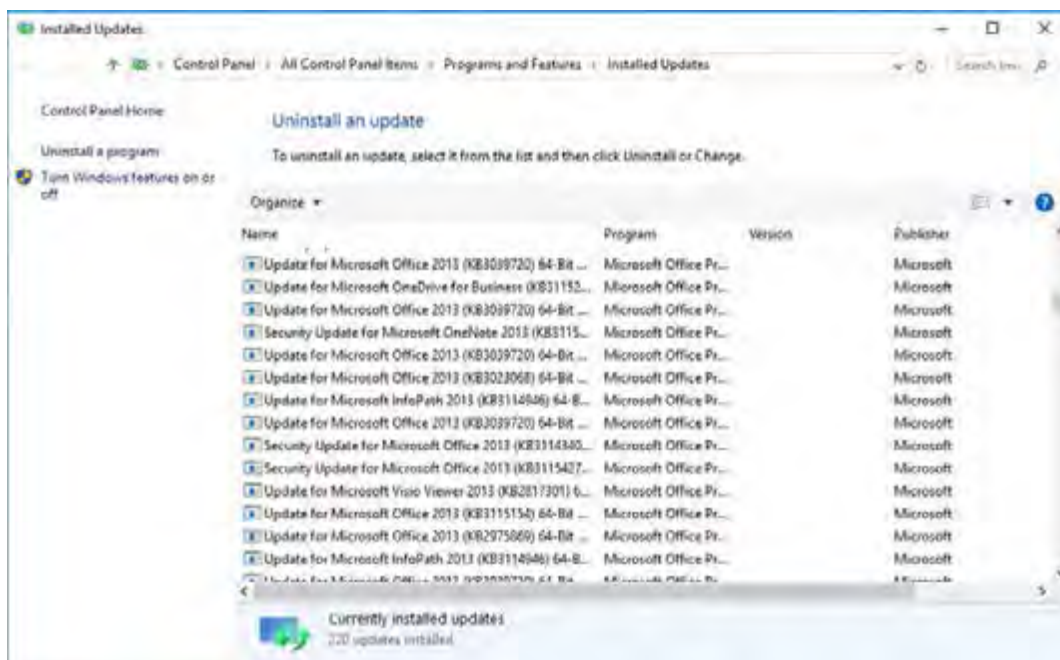 Installed Updates
Control Panel › All Control Panel Items › Programs and Features › Installed Updates
Control Panel Home
Uninstall a program
Turn Windows features on or off
Uninstall an update
To uninstall an update, select it from the list and then click Uninstall or Change.
Organize
Name Program Version Publisher
Update for Microsoft Office 2013 (KB3039720) 64-Bit ... Microsoft Office Pr... Microsoft
Update for Microsoft OneDrive for Business (KB31152... Microsoft Office Pr... Microsoft
Update for Microsoft Office 2013 (KB3039720) 64-Bit ... Microsoft Office Pr... Microsoft
Security Update for Microsoft OneNote 2013 (KB3115... Microsoft Office Pr... Microsoft
Update for Microsoft Office 2013 (KB3039720) 64-Bit ... Microsoft Office Pr... Microsoft
Update for Microsoft Office 2013 (KB3023068) 64-Bit ... Microsoft Office Pr... Microsoft
Update for Microsoft InfoPath 2013 (KB3114946) 64-B... Microsoft Office Pr... Microsoft
Update for Microsoft Office 2013 (KB3039720) 64-Bit ... Microsoft Office Pr... Microsoft
Security Update for Microsoft Office 2013 (KB3114340... Microsoft Office Pr... Microsoft
Security Update for Microsoft Office 2013 (KB3115427... Microsoft Office Pr... Microsoft
Update for Microsoft Visio Viewer 2013 (KB2817301) 6... Microsoft Office Pr... Microsoft
Update for Microsoft Office 2013 (KB3115154) 64-Bit ... Microsoft Office Pr... Microsoft
Update for Microsoft Office 2013 (KB2975869) 64-Bit ... Microsoft Office Pr... Microsoft
Update for Microsoft InfoPath 2013 (KB3114946) 64-B... Microsoft Office Pr... Microsoft
Currently installed updates
220 updates installed